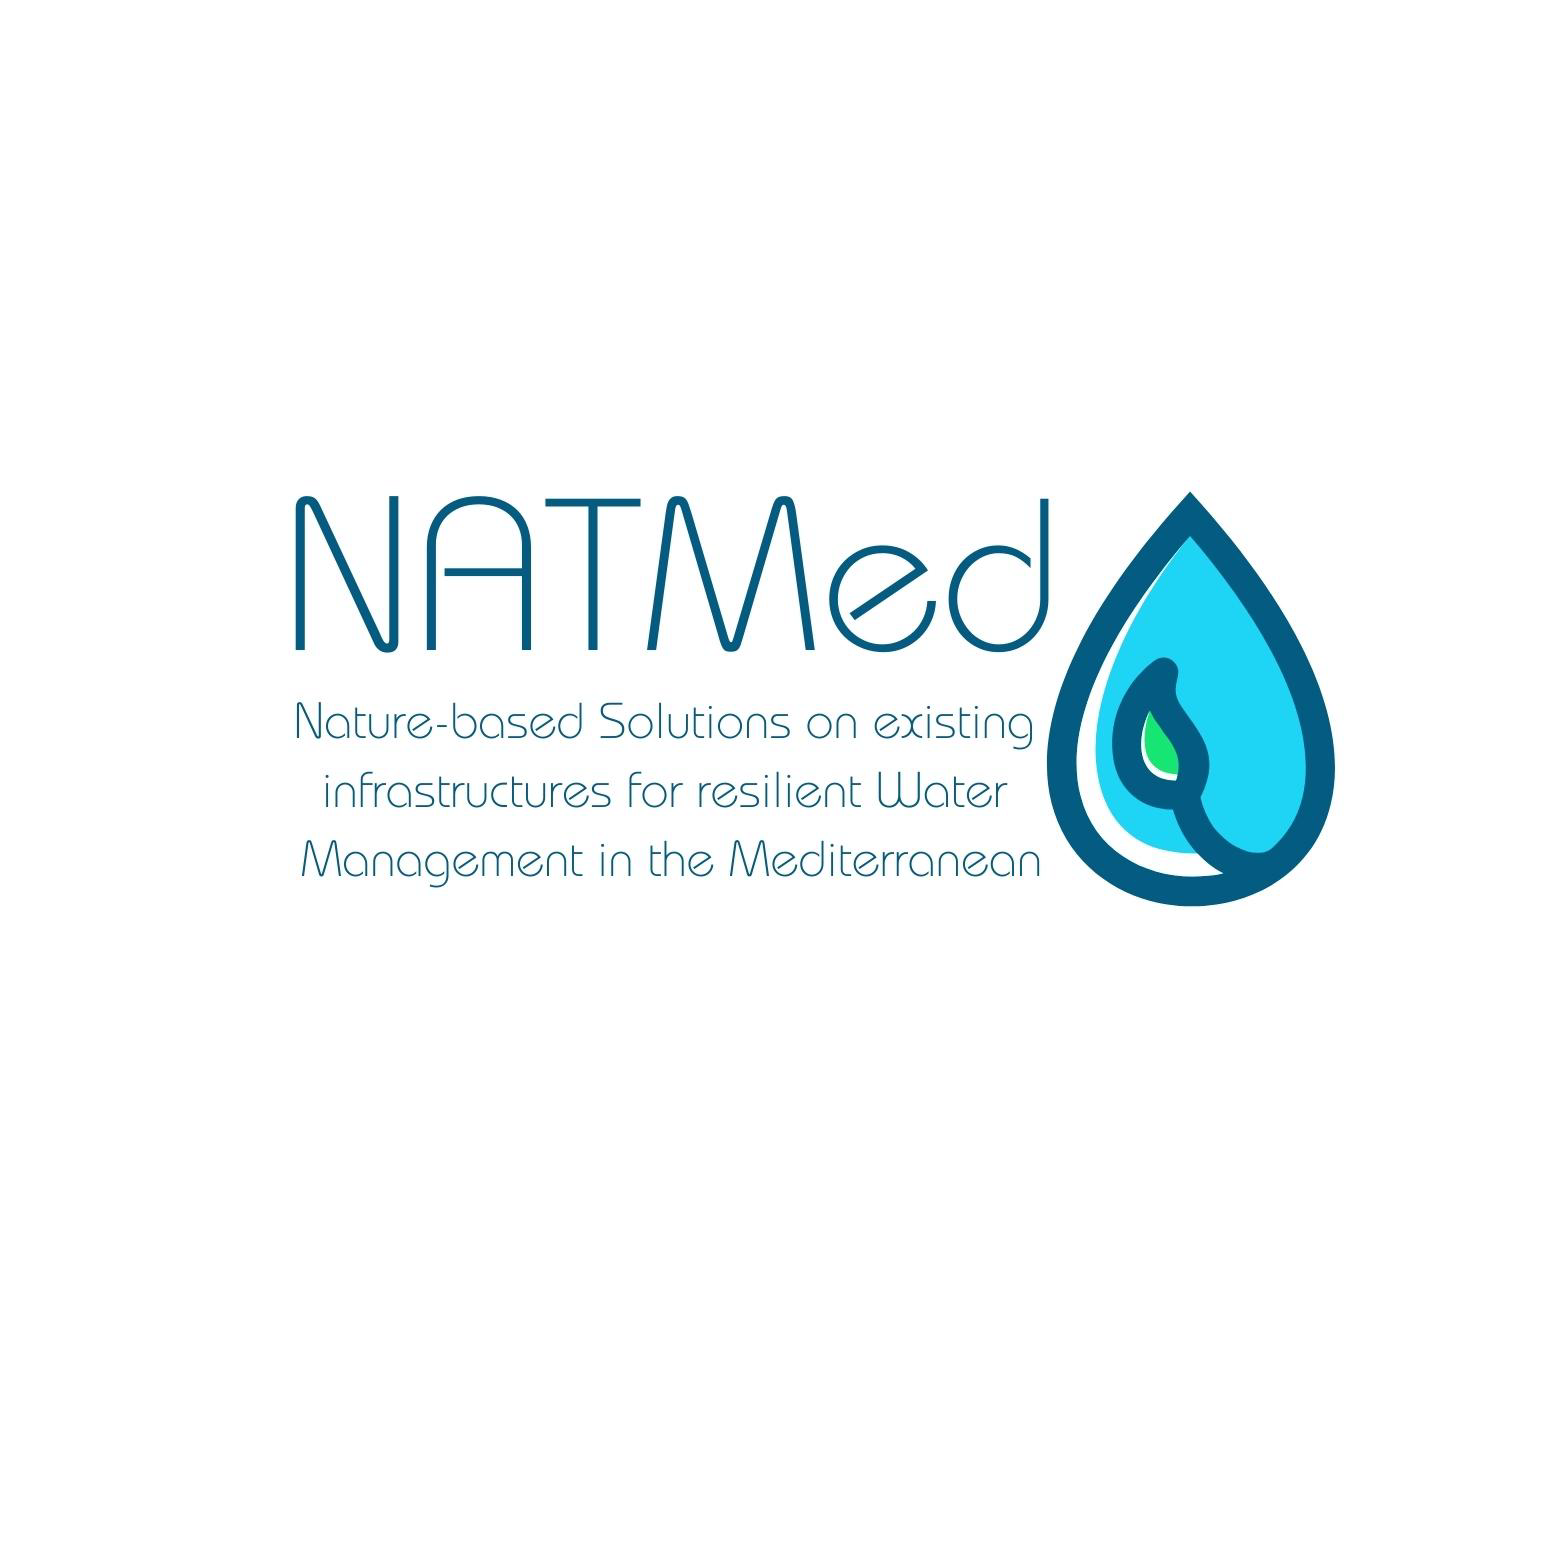 NATMed
Nature-based Solutions on existing
infrastructures for resilient Water
Management in the Mediterranean